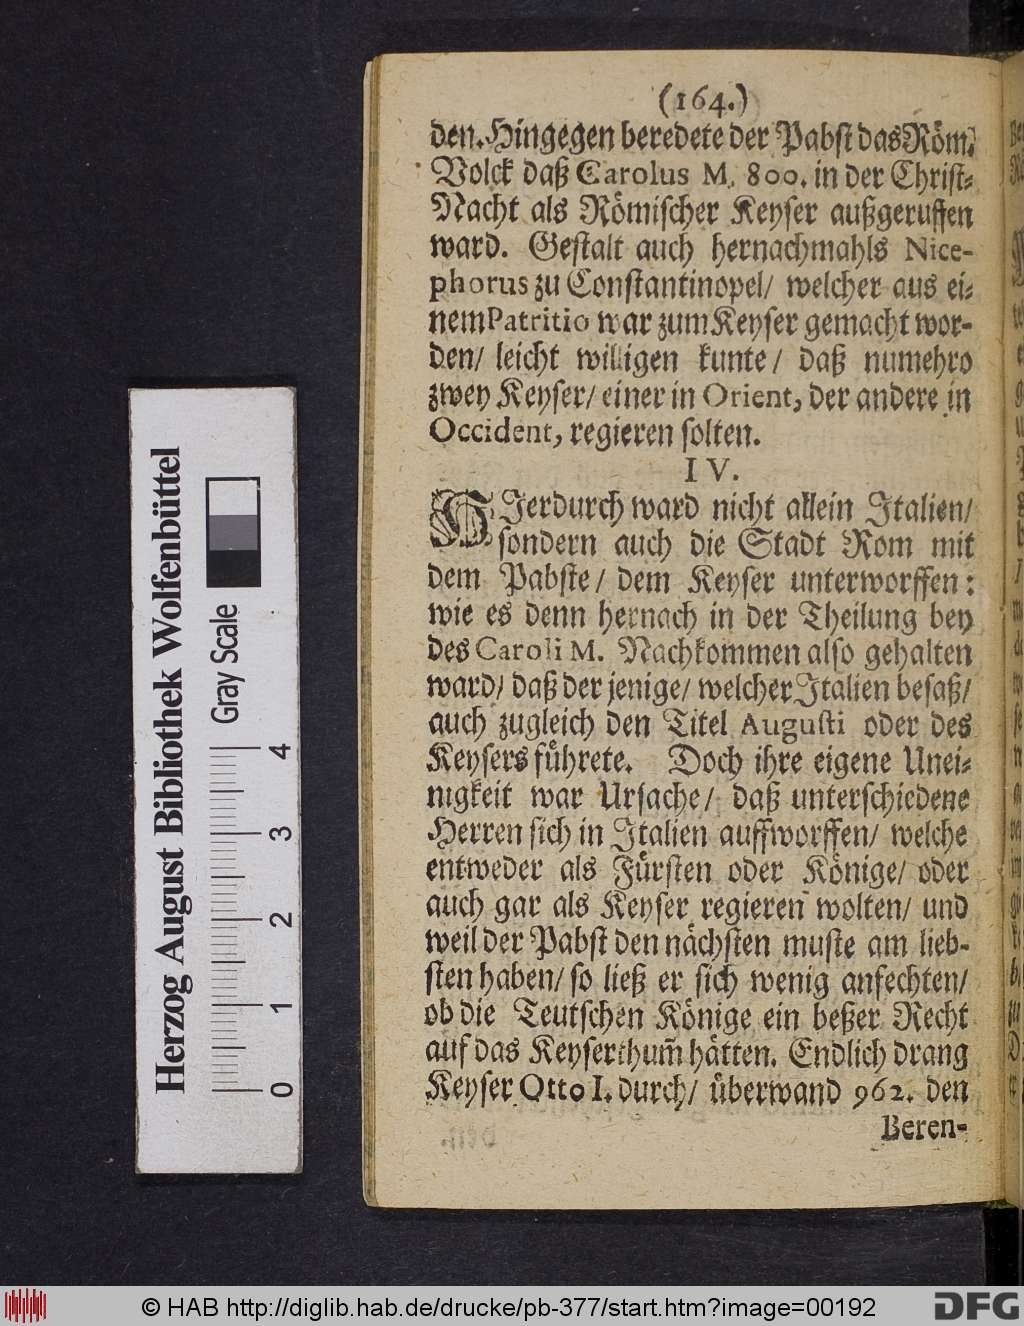 (164.)
den. Hingegen beredete der Pabst das Röm.
Volck daß Carolus M. 800. in der Christ-
Nacht als Römischer Keyser außgeruffen
ward. Gestalt auch hernachmahls Nice-
phorus zu Constantinopel/ welcher aus ei-
nem Patritio war zum Keyser gemacht wor-
den/ leicht willigen kunte/ daß numehro
zwey Keyser/ einer in Orient, der andere in
Occident, regieren solten.
IV.
HIerdurch ward nicht allein Italien/
sondern auch die Stadt Rom mit
dem Pabste/ dem Keyser unterworffen:
wie es denn hernach in der Theilung bey
des Caroli M. Nachkommen also gehalten
ward/ daß der jenige/ welcher Italien besaß/
auch zugleich den Titel Augusti oder des
Keysers führete. Doch ihre eigene Unei-
nigkeit war Ursache/ daß unterschiedene
Herren sich in Italien auffworffen/ welche
entweder als Fürsten oder Könige/ oder
auch gar als Keyser regieren wolten/ und
weil der Pabst den nächsten muste am lieb-
sten haben/ so ließ er sich wenig anfechten/
ob die Teutschen Könige ein beßer Recht
auf das Keyserthum̃ hätten. Endlich drang
Keyser Otto I. durch/ überwand 962. den
Beren-
Herzog August Bibliothek Wolfenbüttel
Gray Scale
0 1 2 3 4
© HAB http://diglib.hab.de/drucke/pb-377/start.htm?image=00192
DFG